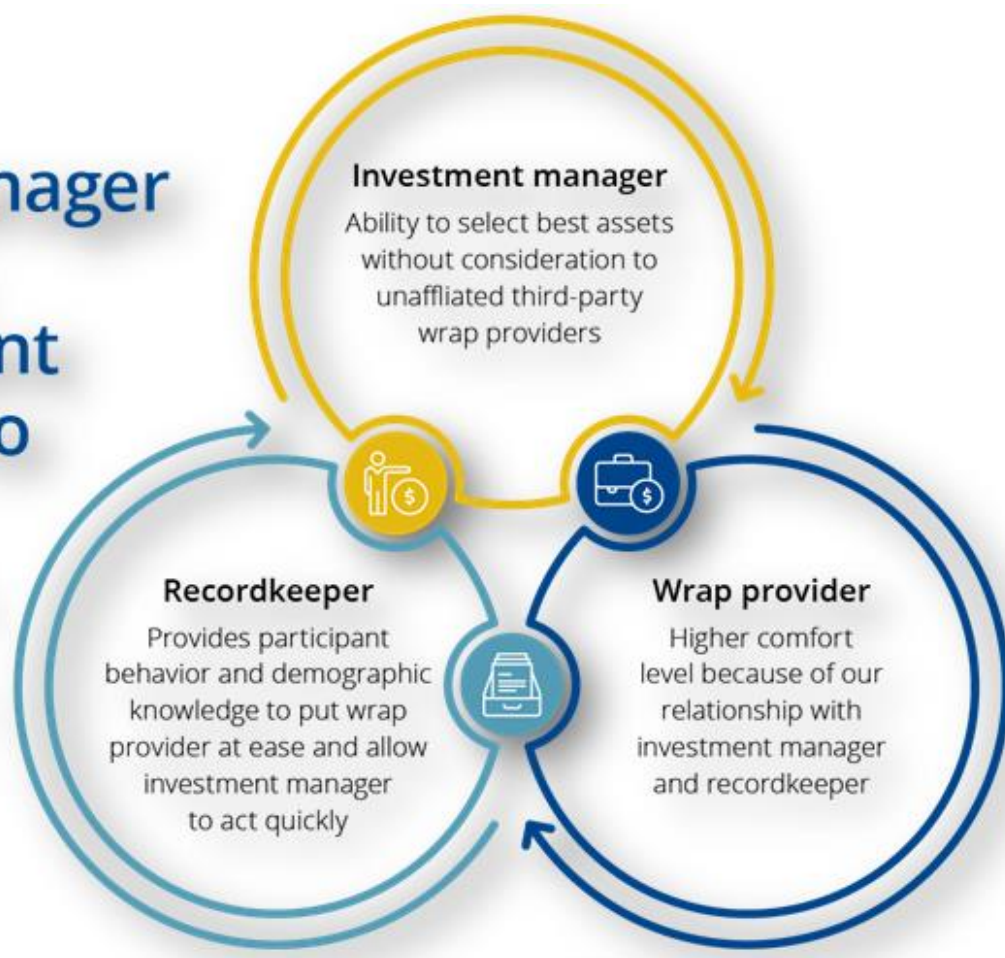 nager
nt
o
Investment manager
Ability to select best assets
without consideration to
unaffliated third-party
wrap providers
$
$
Recordkeeper
Provides participant
behavior and demographic
knowledge to put wrap
provider at ease and allow
investment manager
to act quickly
Wrap provider
Higher comfort
level because of our
relationship with
investment manager
and recordkeeper